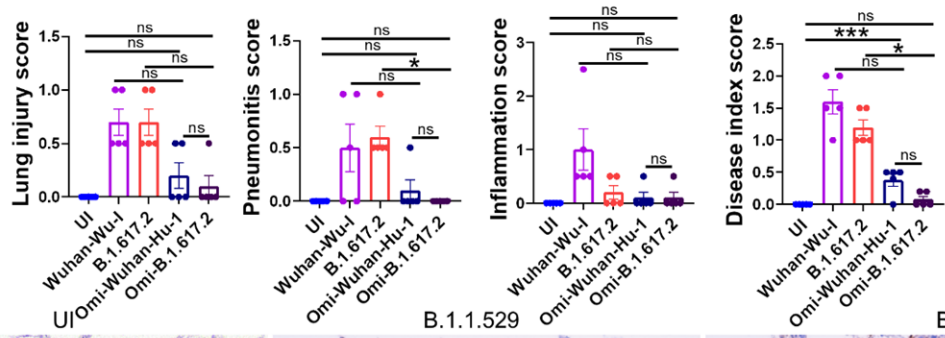 Lung injury score
1.5
1.0
0.5
0.0
ns
ns
ns
ns
ns
UI
Wuhan-Wu-I
B.1.617.2
Omi-Wuhan-Hu-1
Omi-B.1.617.2
Pneumonitis score
1.5
1.0
0.5
0.0
ns
ns
*
ns
ns
UI
Wuhan-Wu-I
B.1.617.2
Omi-Wuhan-Hu-1
Omi-B.1.617.2
Inflammation score
3
2
1
0
ns
ns
ns
ns
ns
UI
Wuhan-Wu-I
B.1.617.2
Omi-Wuhan-Hu-1
Omi-B.1.617.2
Disease index score
2.5
2.0
1.5
1.0
0.5
0.0
ns
***
*
ns
ns
UI
Wuhan-Wu-I
B.1.617.2
Omi-Wuhan-Hu-1
Omi-B.1.617.2
UI
B.1.1.529
B